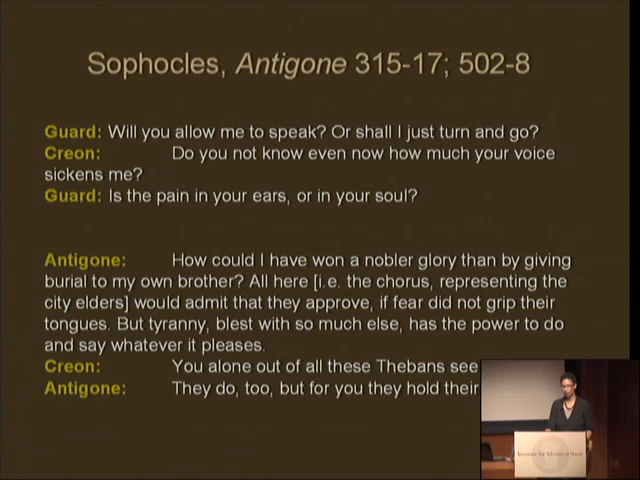 Sophocles, Antigone 315-17; 502-8
Guard: Will you allow me to speak? Or shall I just turn and go?
Creon: Do you not know even now how much your voice
sickens me?
Guard: Is the pain in your ears, or in your soul?
Antigone: How could I have won a nobler glory than by giving
burial to my own brother? All here [i.e. the chorus, representing the
city elders] would admit that they approve, if fear did not grip their
tongues. But tyranny, blest with so much else, has the power to do
and say whatever it pleases.
Creon: You alone out of all these Thebans see
Antigone: They do, too, but for you they hold their
Institute for Advanced Study